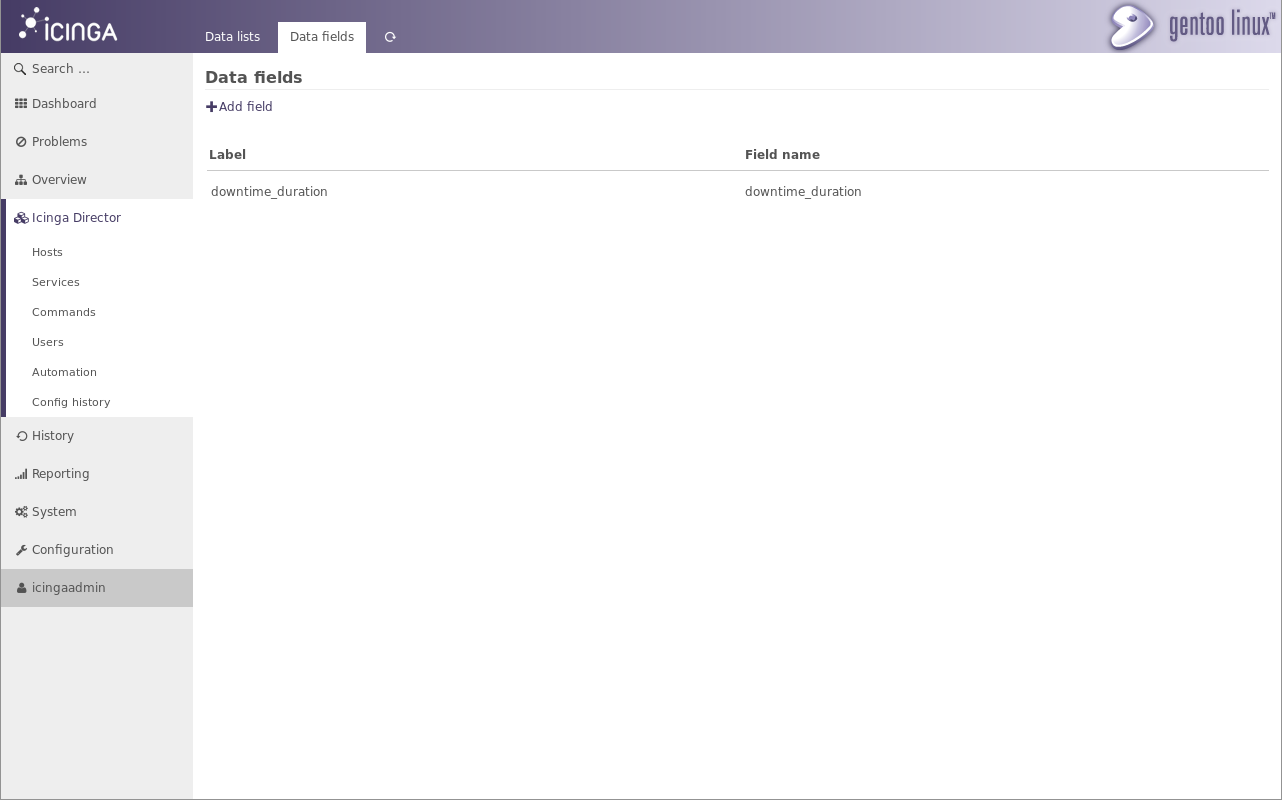 ICINGA
Data lists
Data fields
gentoo linux™
Search ...
Dashboard
Problems
Overview
Icinga Director
Hosts
Services
Commands
Users
Automation
Config history
History
Reporting
System
Configuration
icingaadmin
Data fields
Add field
Label Field name
downtime_duration downtime_duration